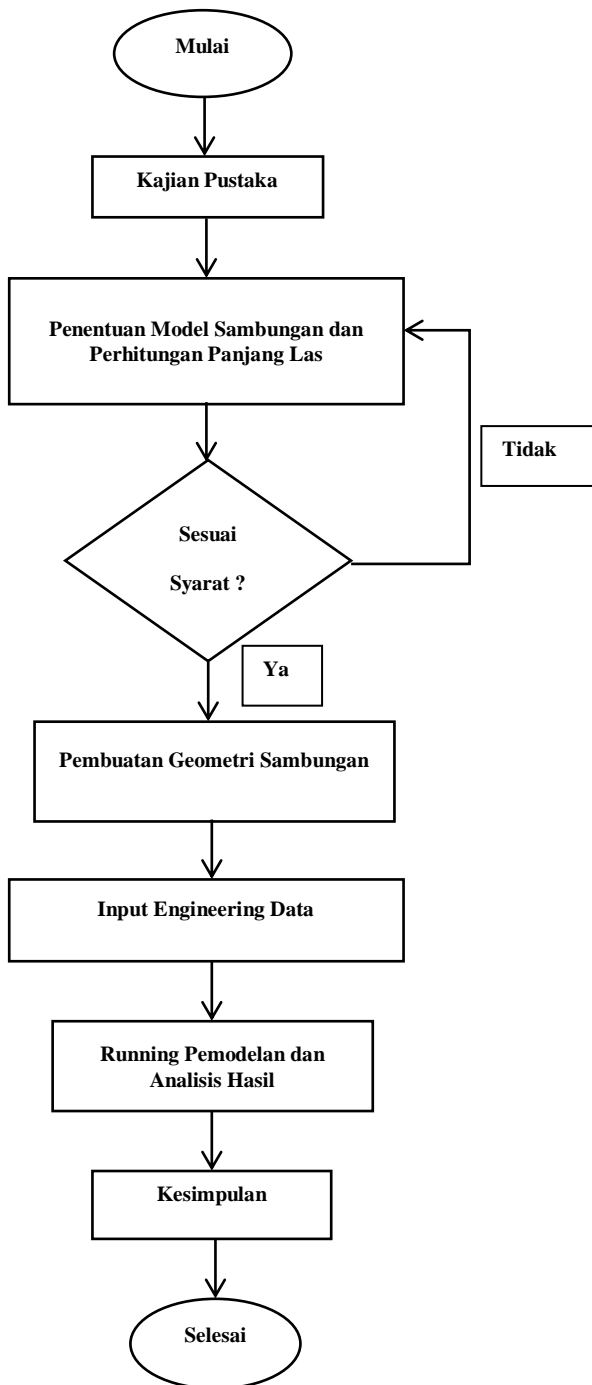 Mulai
Kajian Pustaka
Penentuan Model Sambungan dan
Perhitungan Panjang Las
Tidak
Sesuai
Syarat ?
Ya
Pembuatan Geometri Sambungan
Input Engineering Data
Running Pemodelan dan
Analisis Hasil
Kesimpulan
Selesai